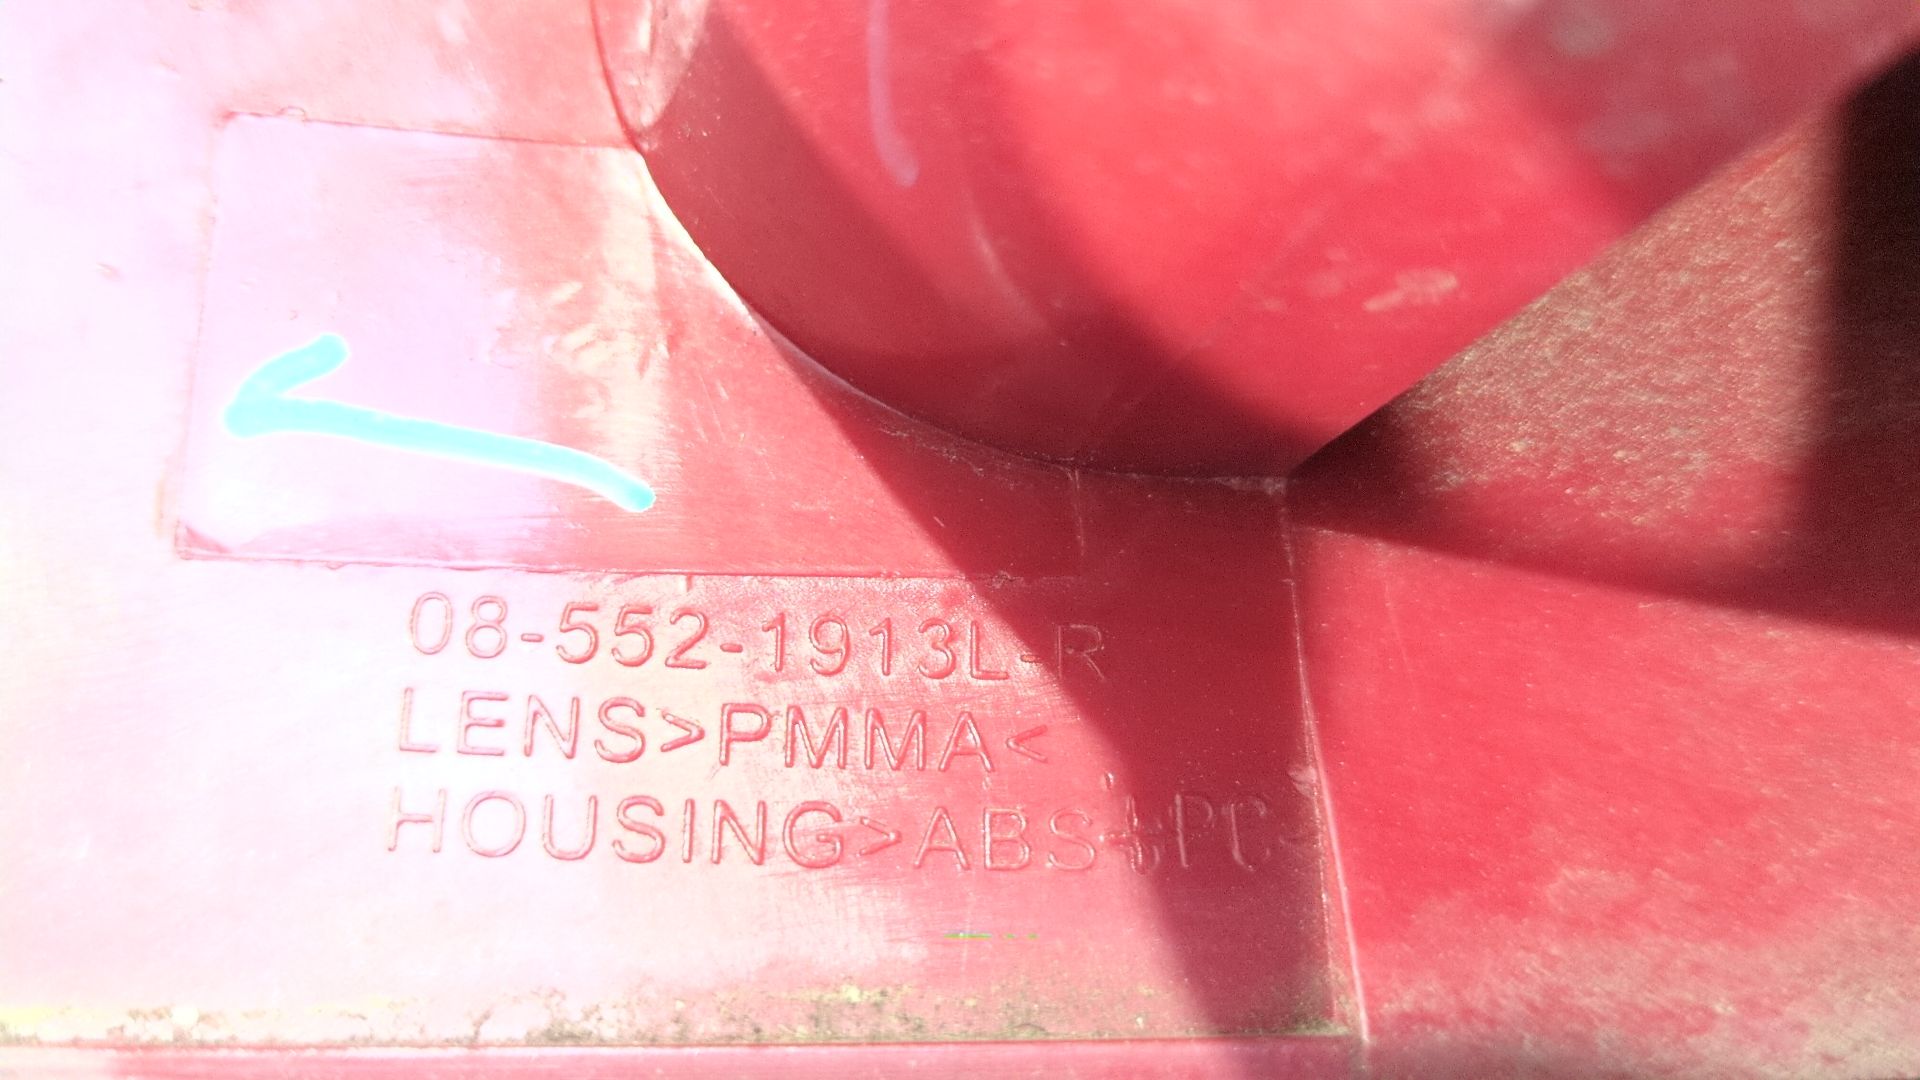 08-552-1913L-R
LENS>PMMA<
HOUSING>ABS+PC<